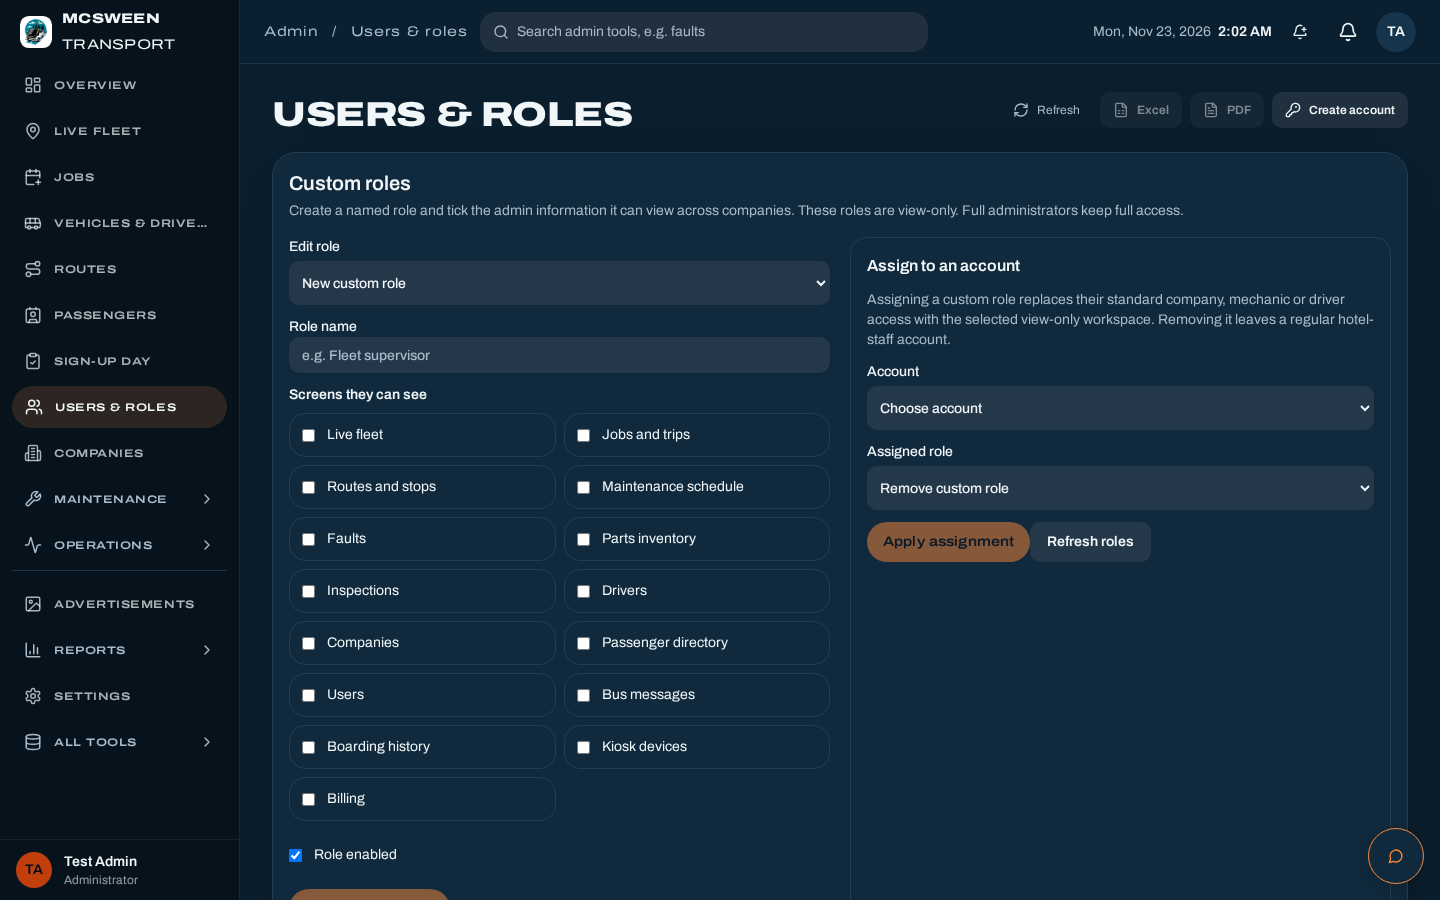 MCSWEEN
TRANSPORT
OVERVIEW
LIVE FLEET
JOBS
VEHICLES & DRIVE...
ROUTES
PASSENGERS
SIGN-UP DAY
USERS & ROLES
COMPANIES
MAINTENANCE
OPERATIONS
ADVERTISEMENTS
REPORTS
SETTINGS
ALL TOOLS
TA
Test Admin
Administrator
Admin / Users & roles
Search admin tools, e.g. faults
Mon, Nov 23, 2026 2:02 AM
TA
USERS & ROLES
Refresh
Excel
PDF
Create account
Custom roles
Create a named role and tick the admin information it can view across companies. These roles are view-only. Full administrators keep full access.
Edit role
New custom role
Role name
e.g. Fleet supervisor
Screens they can see
Live fleet
Jobs and trips
Routes and stops
Maintenance schedule
Faults
Parts inventory
Inspections
Drivers
Companies
Passenger directory
Users
Bus messages
Boarding history
Kiosk devices
Billing
Role enabled
Assign to an account
Assigning a custom role replaces their standard company, mechanic or driver
access with the selected view-only workspace. Removing it leaves a regular hotel-
staff account.
Account
Choose account
Assigned role
Remove custom role
Apply assignment
Refresh roles